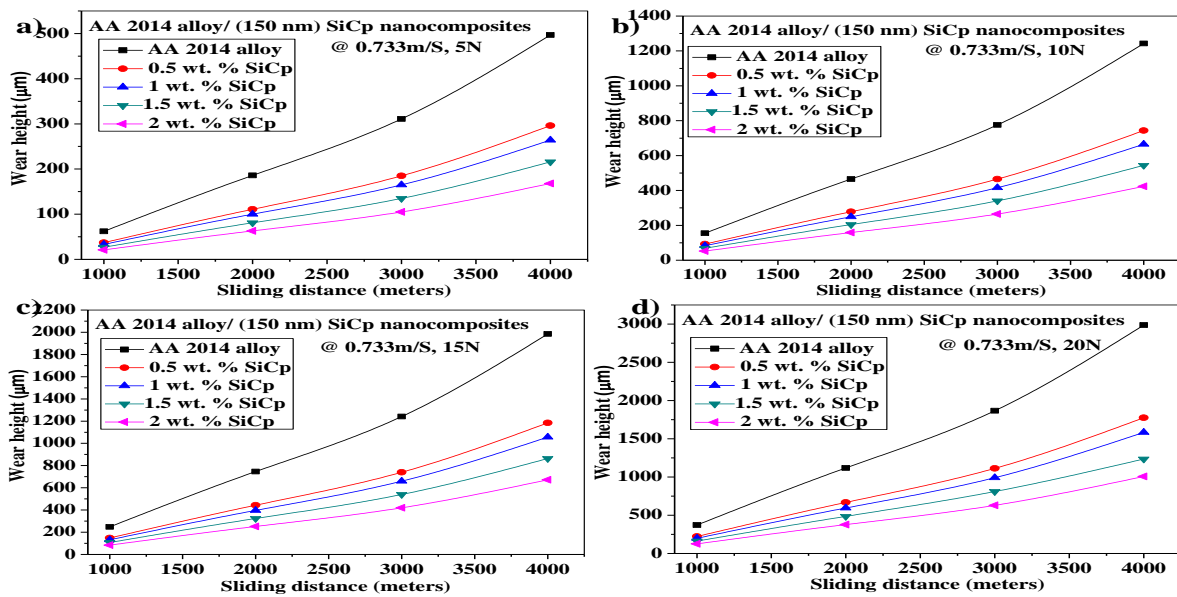 a)
AA 2014 alloy/ (150 nm) SiCp nanocomposites
@ 0.733m/S, 5N
AA 2014 alloy
0.5 wt. % SiCp
1 wt. % SiCp
1.5 wt. % SiCp
2 wt. % SiCp
Wear height (μm)
500
400
300
200
100
0
1000 1500 2000 2500 3000 3500 4000
Sliding distance (meters)
b)
AA 2014 alloy/ (150 nm) SiCp nanocomposites
@ 0.733m/S, 10N
AA 2014 alloy
0.5 wt. % SiCp
1 wt. % SiCp
1.5 wt. % SiCp
2 wt. % SiCp
Wear height (μm)
1400
1200
1000
800
600
400
200
0
1000 1500 2000 2500 3000 3500 4000
Sliding distance (meters)
c)
AA 2014 alloy/ (150 nm) SiCp nanocomposites
@ 0.733m/S, 15N
AA 2014 alloy
0.5 wt. % SiCp
1 wt. % SiCp
1.5 wt. % SiCp
2 wt. % SiCp
Wear height (μm)
2200
2000
1800
1600
1400
1200
1000
800
600
400
200
0
1000 1500 2000 2500 3000 3500 4000
Sliding distance (meters)
d)
AA 2014 alloy/ (150 nm) SiCp nanocomposites
@ 0.733m/S, 20N
AA 2014 alloy
0.5 wt. % SiCp
1 wt. % SiCp
1.5 wt. % SiCp
2 wt. % SiCp
Wear height (μm)
3000
2500
2000
1500
1000
500
0
1000 1500 2000 2500 3000 3500 4000
Sliding distance (meters)